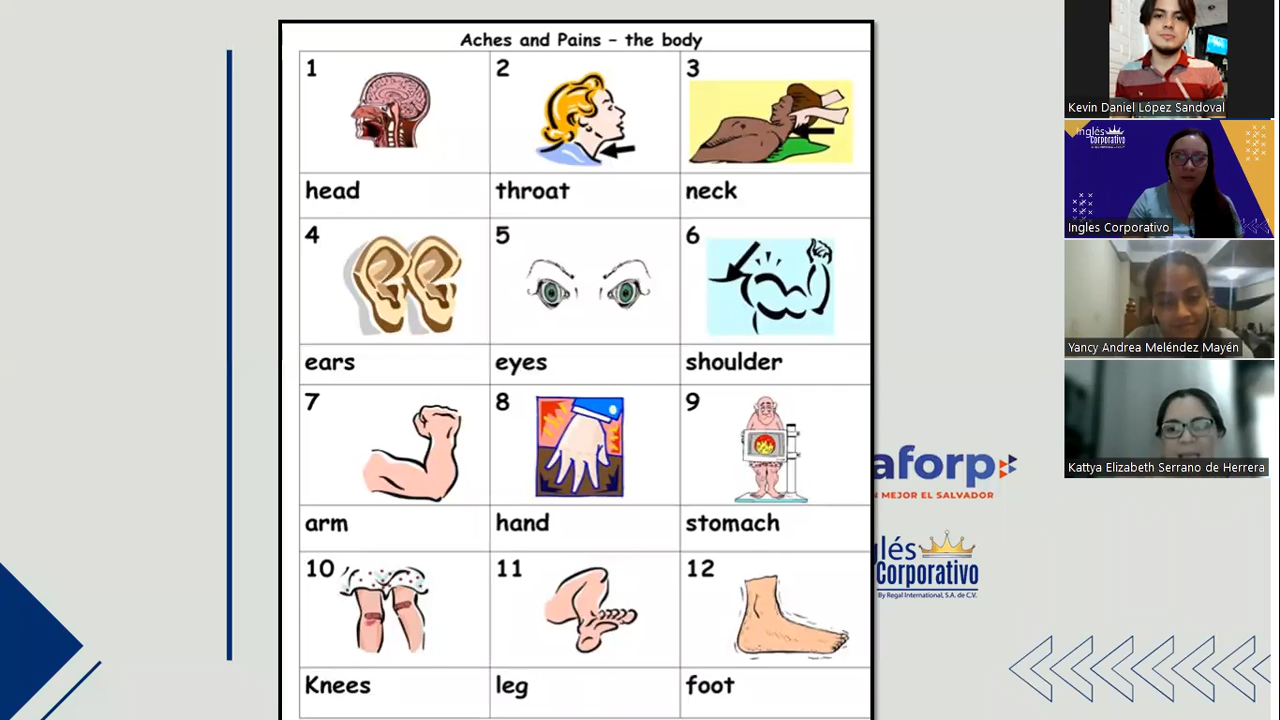 Aches and Pains – the body
1
2
3
head
throat
neck
4
5
6
ears
eyes
shoulder
7
8
9
arm
hand
stomach
10
11
12
Knees
leg
foot
aforp
MEJOR EL SALVADOR
glés
Corporativo
By Regal International, S.A. de C.V.
Kevin Daniel López Sandoval
Inglés
Corporativo
Ingles Corporativo
Yancy Andrea Meléndez Mayén
Kattya Elizabeth Serrano de Herrera